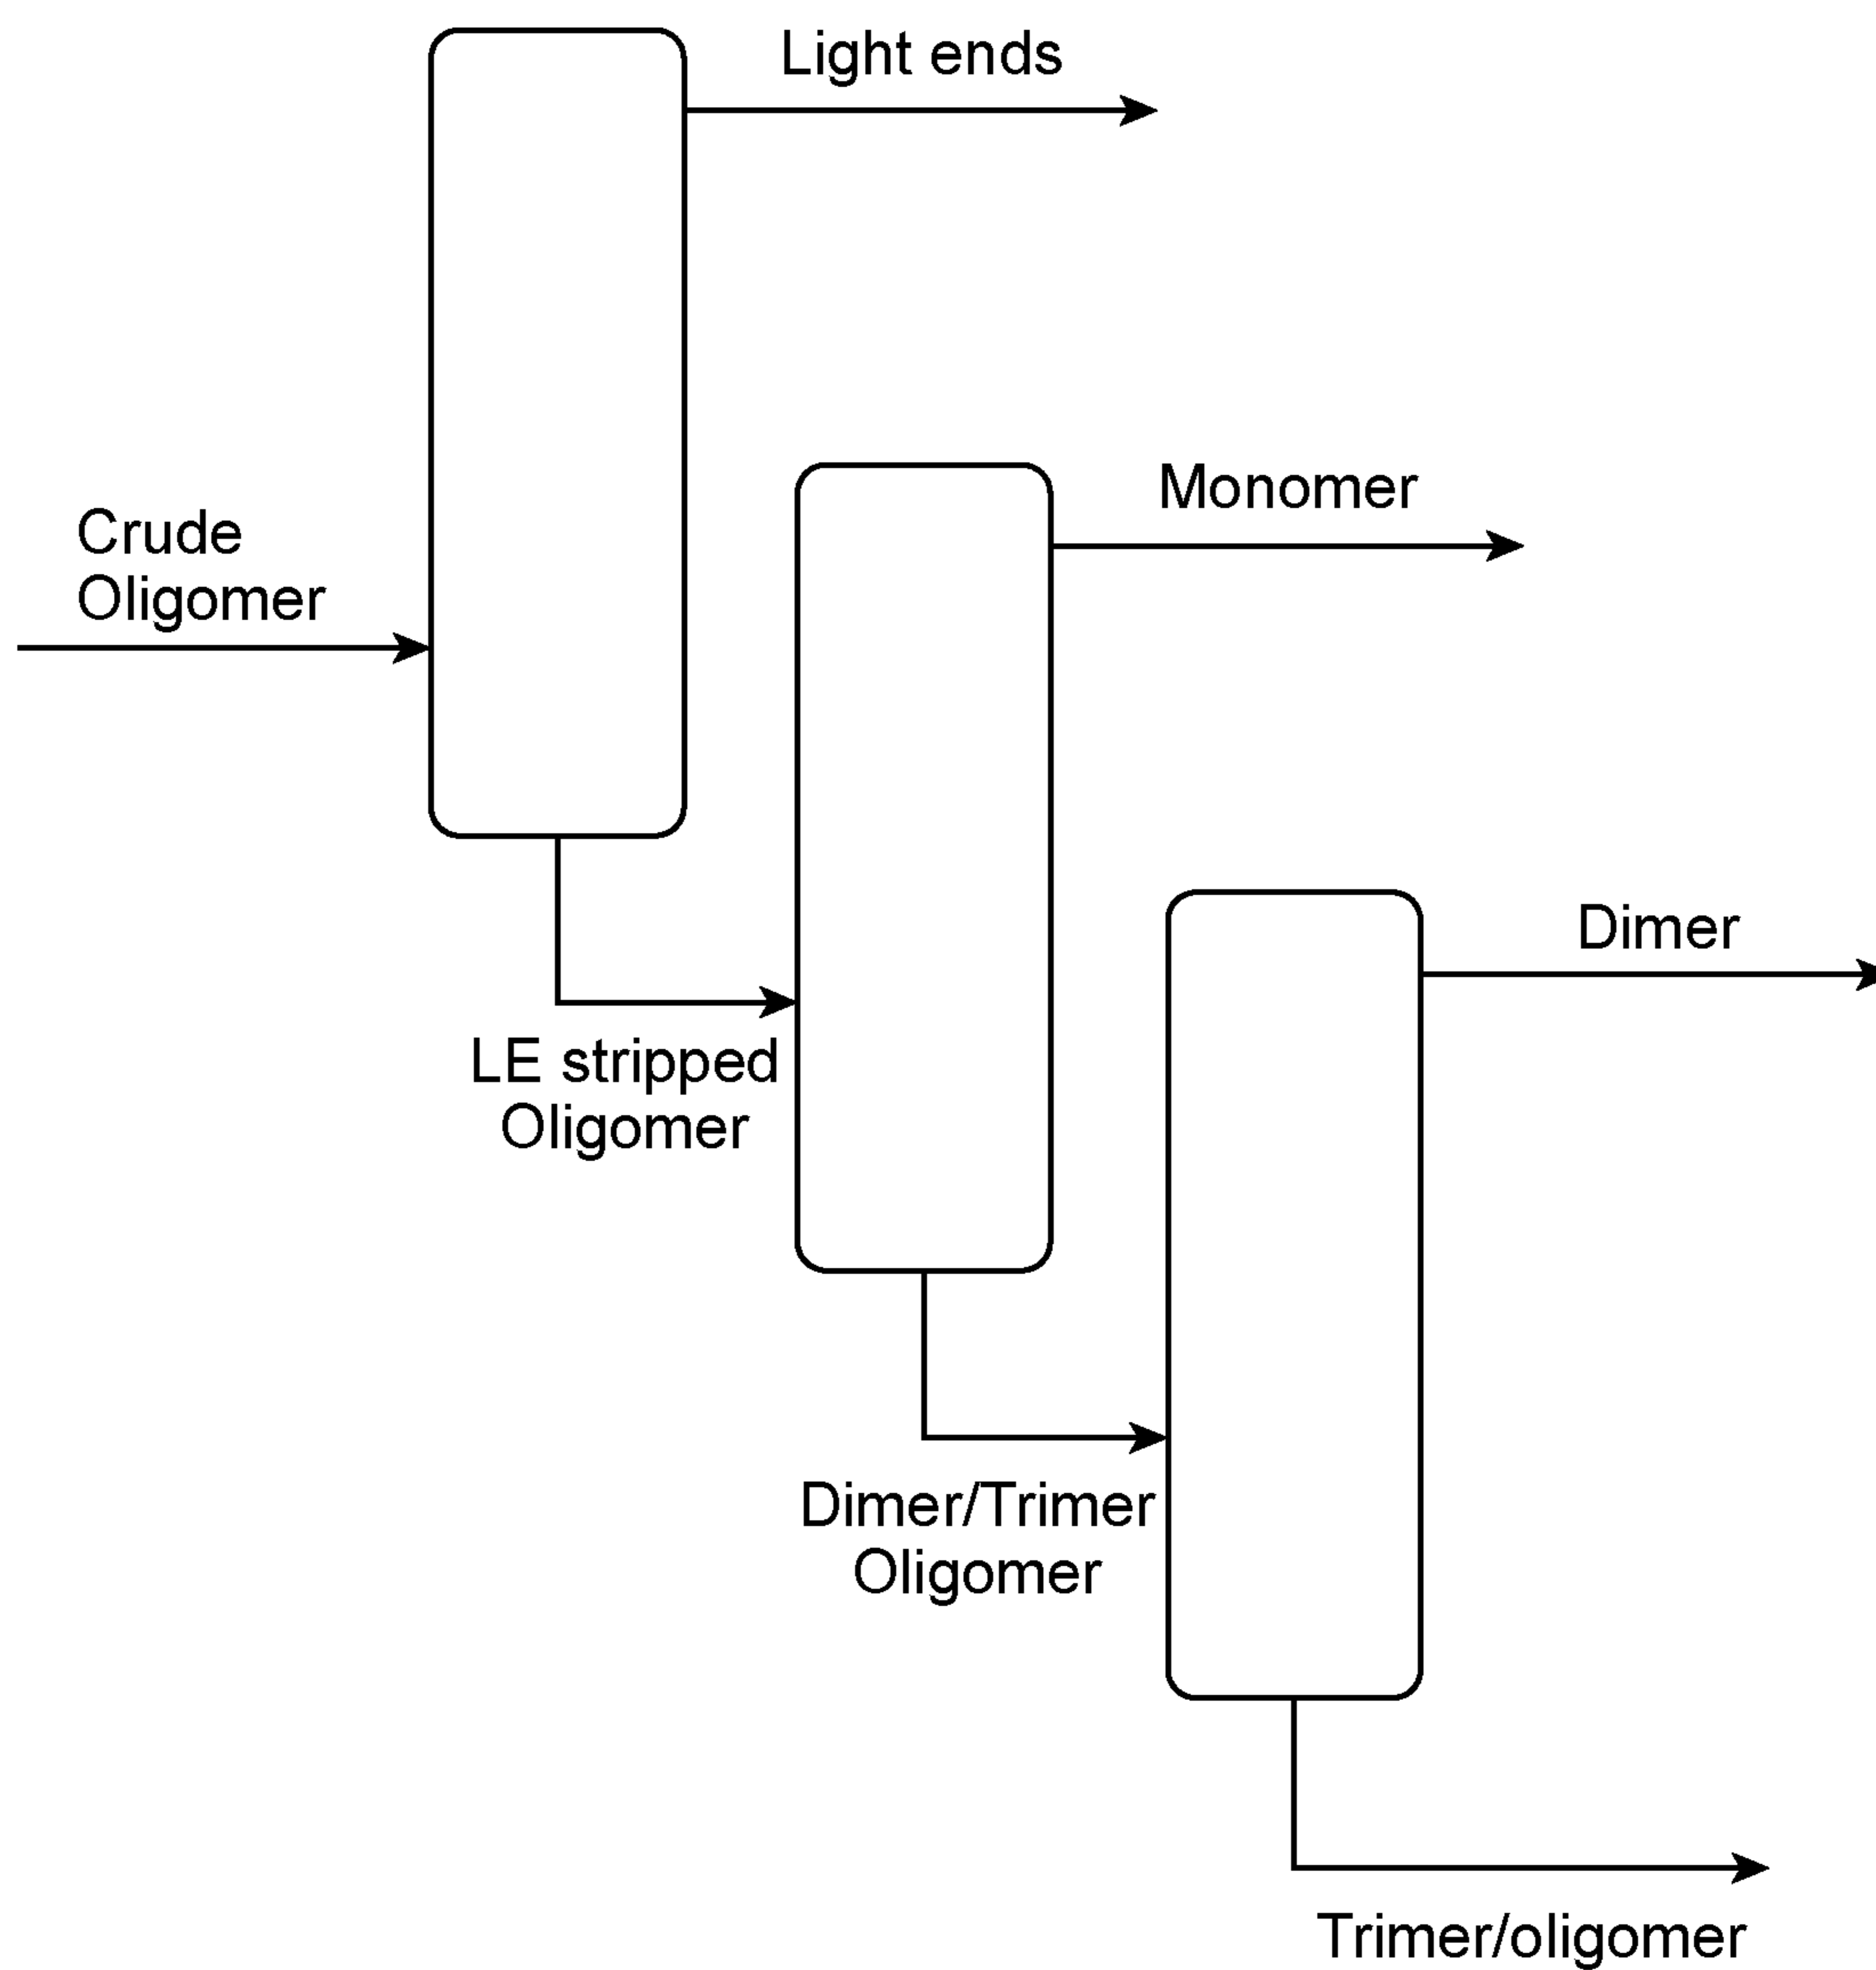 Light ends
Monomer
Crude
Oligomer
Dimer
LE stripped
Oligomer
Dimer/Trimer
Oligomer
Trimer/oligomer